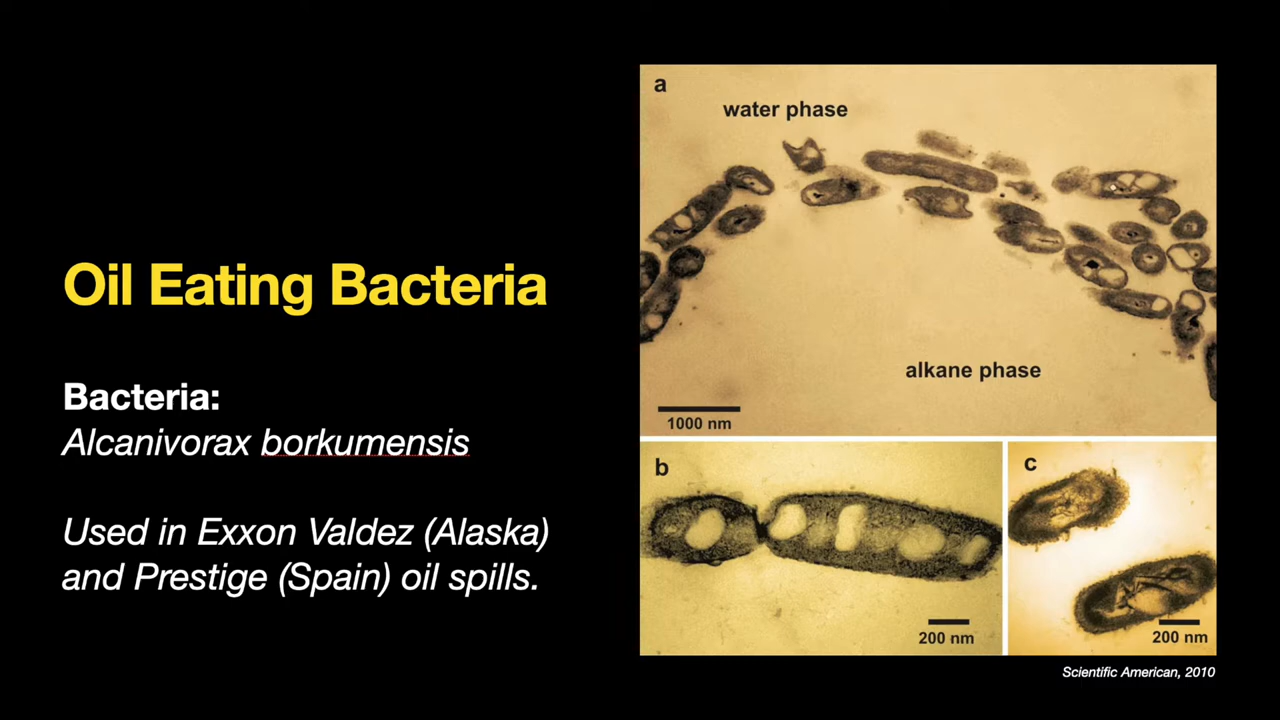 Oil Eating Bacteria
Bacteria:
Alcanivorax borkumensis
Used in Exxon Valdez (Alaska)
and Prestige (Spain) oil spills.
a
water phase
alkane phase
1000 nm
b
200 nm
c
200 nm
Scientific American, 2010